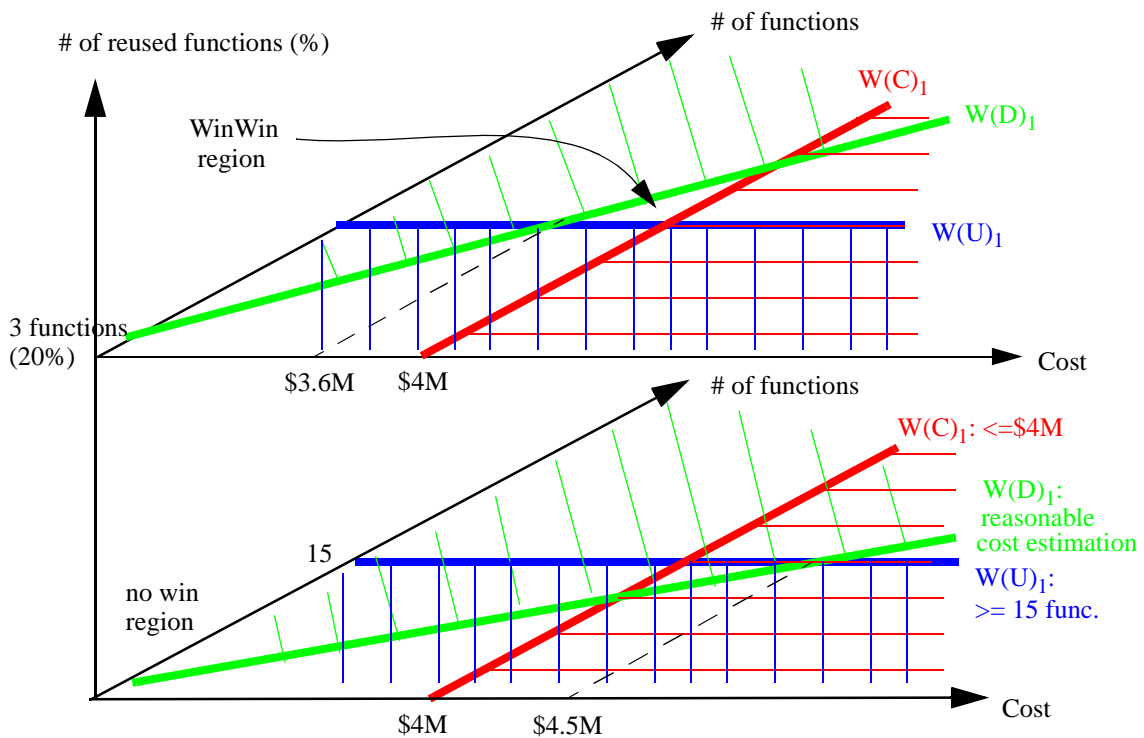 # of functions
# of reused functions (%)
W(C)1
W(D)1
WinWin
region
W(U)1
3 functions
(20%)
Cost
$3.6M
$4M
# of functions
W(C)1: <=$4M
W(D)1:
reasonable
cost estimation
15
W(U)1:
>= 15 func.
no win
region
Cost
$4M
$4.5M